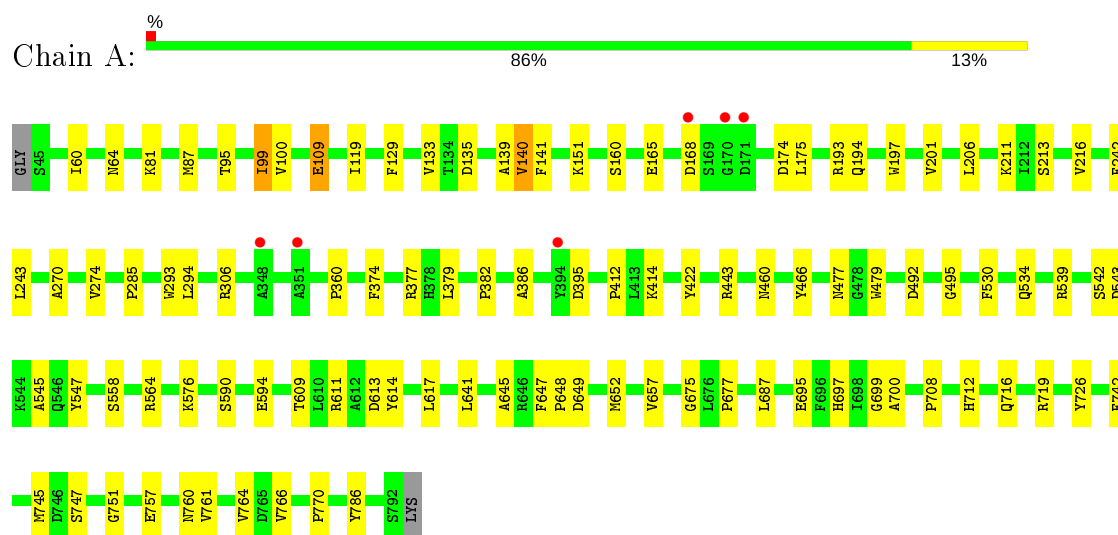 %
Chain A:
86%
13%
GLY S45 I60 N64 K81 M87 T95 I99 V100 E109 I119 F129 V133 T134 D135 A139 V140 F141 K151 S160 E165 D168 S169 G170 D171 D174 L175 R193 Q194 W197 V201 L206 K211 I212 S213 V216
L243 A270 V274 P285 W293 L294 R306 A348 A351 P360 F374 R377 H378 L379 P382 A386 Y394 D395 P412 L413 K414 Y422 R443 N460 Y466 N477 G478 W479 D492 G495 F530 Q534 R539 S542 D543
K544 A545 Q546 Y547 S558 R564 K576 S590 E594 T609 L610 R611 A612 D613 Y614 L617 L641 A645 R646 F647 P648 D649 M652 V657 G675 L676 P677 L687 E695 F696 H697 I698 G699 A700 P708 H712 Q716 R719 Y726
M745 D746 S747 G751 E757 N760 V761 V764 D765 V766 P770 Y786 S792 LYS